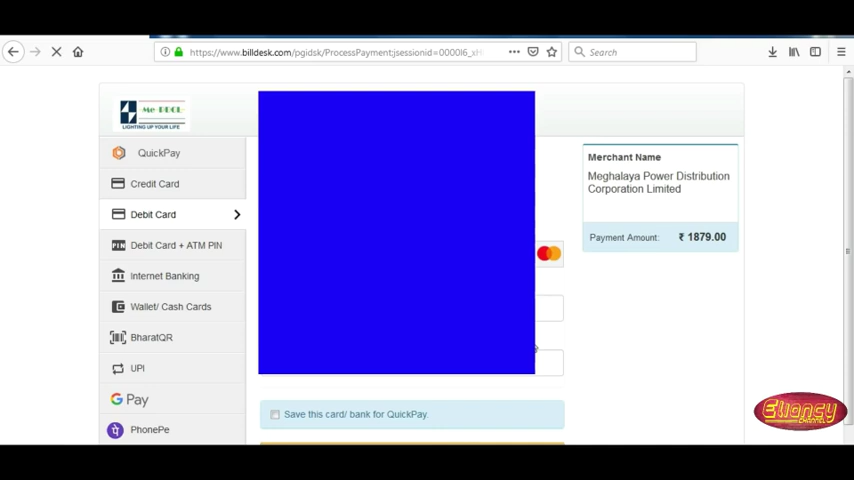 https://www.billdesk.com/pgidsk/ProcessPayment;jsessionid=0000I6_xH
Search
Me-PDCL
LIGHTING UP YOUR LIFE
QuickPay
Credit Card
Debit Card
PIN Debit Card + ATM PIN
Internet Banking
Wallet/ Cash Cards
BharatQR
UPI
G Pay
PhonePe
Merchant Name
Meghalaya Power Distribution
Corporation Limited
Payment Amount: ₹ 1879.00
Save this card/ bank for QuickPay.
CHANNEL